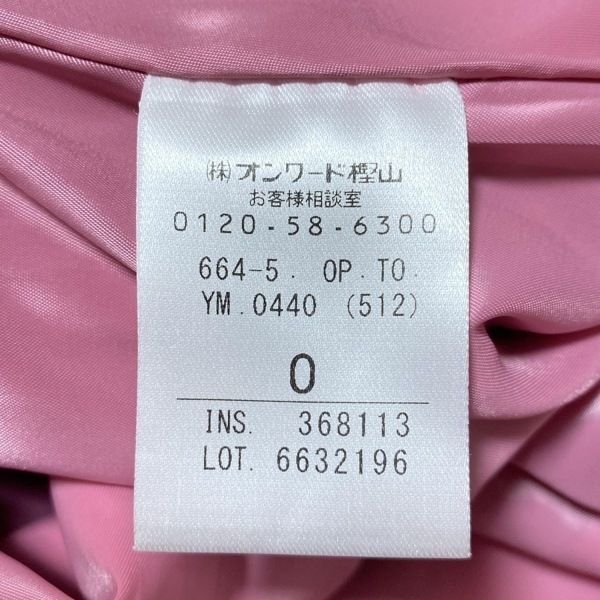 (株)オンワード樫山
お客様相談室
0120-58-6300
664-5. OP.TO.
YM.0440 (512)
0
INS. 368113
LOT. 6632196